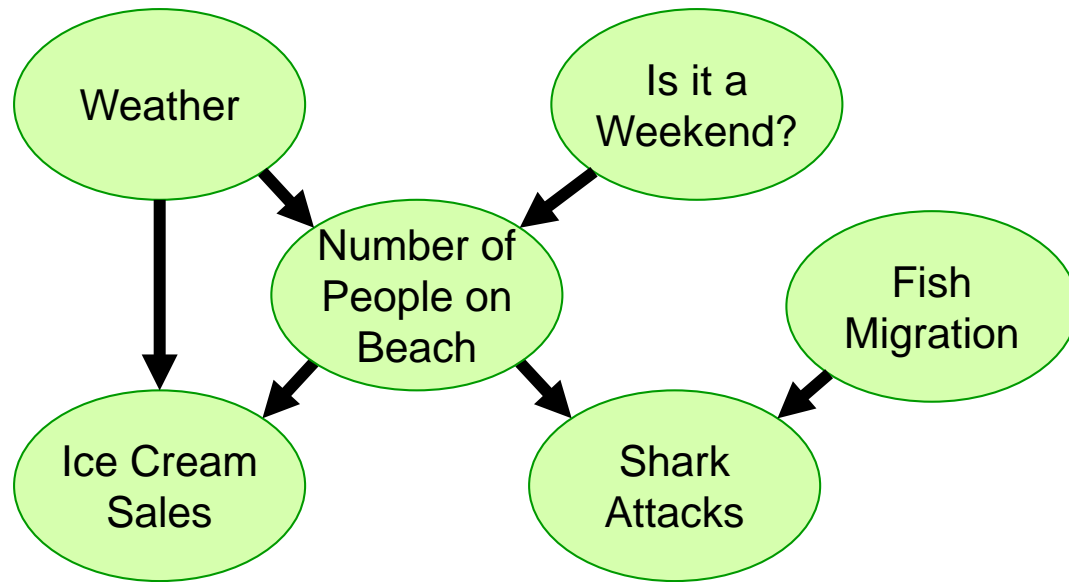 Weather
Is it a
Weekend?
Number of
People on
Beach
Fish
Migration
Ice Cream
Sales
Shark
Attacks